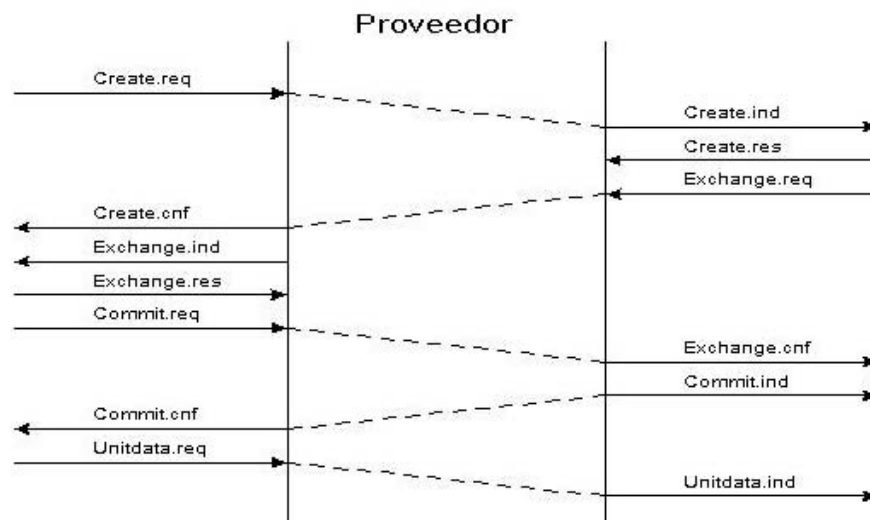 Proveedor
Create.req
Create.ind
Create.res
Exchange.req
Create.cnf
Exchange.ind
Exchange.res
Commit.req
Exchange.cnf
Commit.ind
Commit.cnf
Unitdata.req
Unitdata.ind